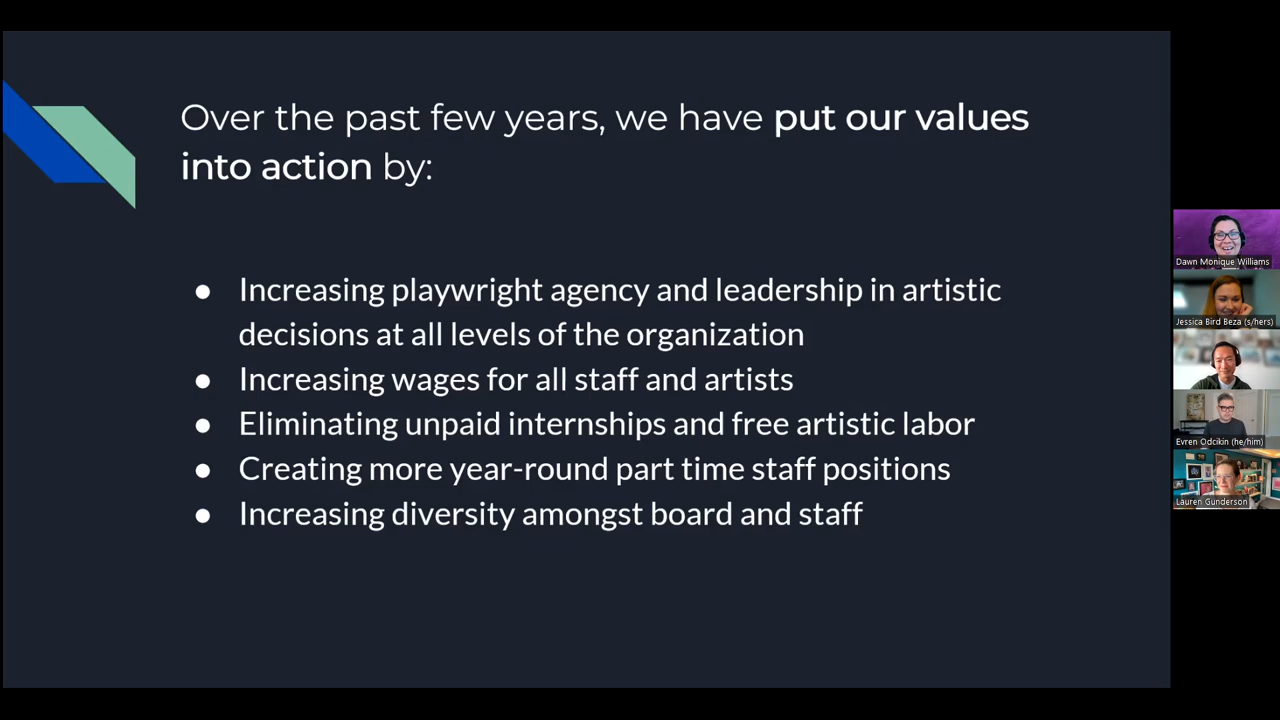 Over the past few years, we have put our values
into action by:
● Increasing playwright agency and leadership in artistic
decisions at all levels of the organization
● Increasing wages for all staff and artists
● Eliminating unpaid internships and free artistic labor
● Creating more year-round part time staff positions
● Increasing diversity amongst board and staff
Dawn Monique Williams
Jessica Bird Beza (s/hers)
Evren Odcikin (he/him)
Lauren Gunderson